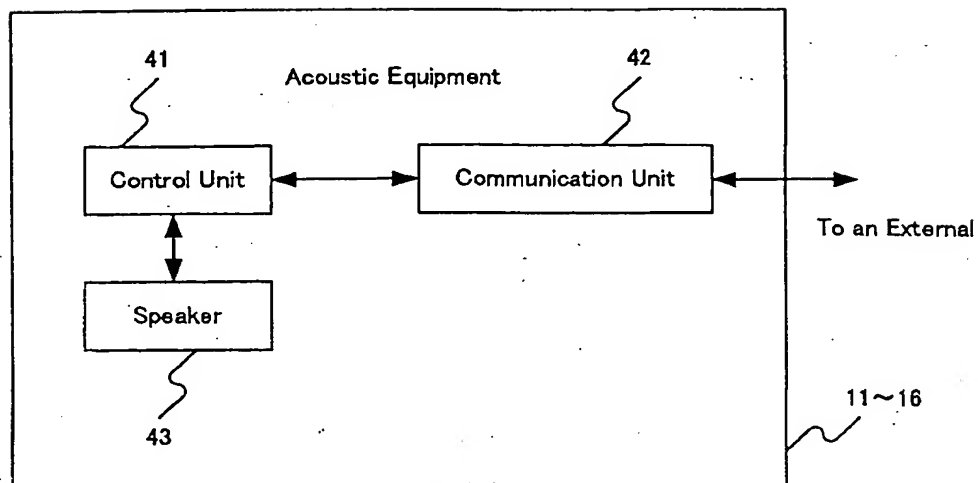 41
Acoustic Equipment
42
Control Unit
Communication Unit
To an External
Speaker
11～16
43